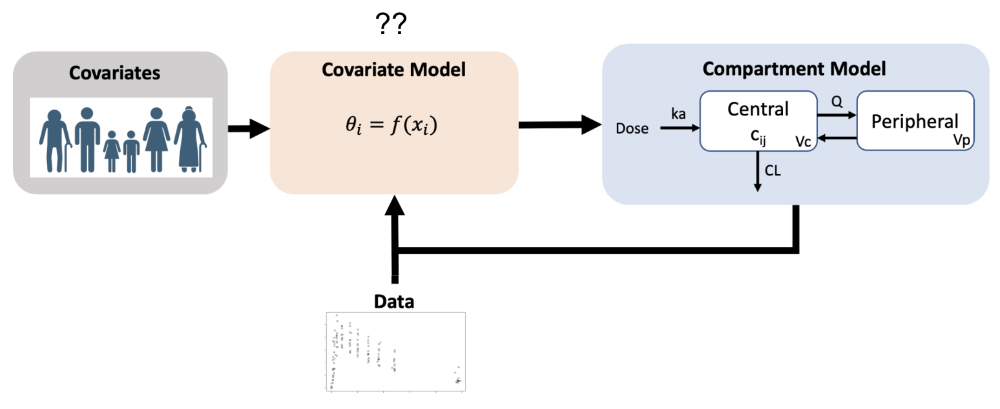 ??
Covariates
Covariate Model
θᵢ = f(xᵢ)
Compartment Model
Dose
ka
Central
cᵢⱼ
Vc
Q
Peripheral
Vp
CL
Data